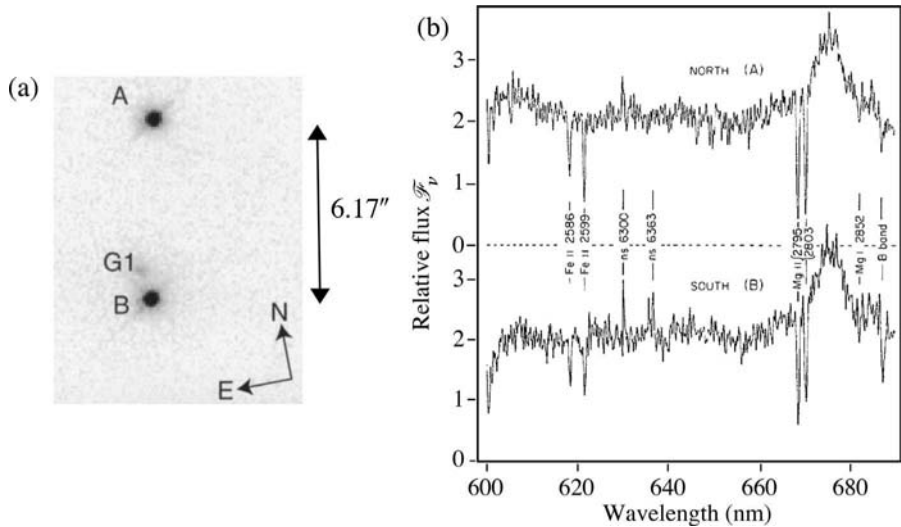 (a)
A
G1
B
N
E
6.17″
(b)
Relative flux ℱν
3
2
1
0
3
2
1
0
NORTH (A)
Fe II 2586
Fe II 2599
ns 6300
ns 6363
Mg II 2795
2803
Mg I 2852
B band
SOUTH (B)
600 620 640 660 680
Wavelength (nm)